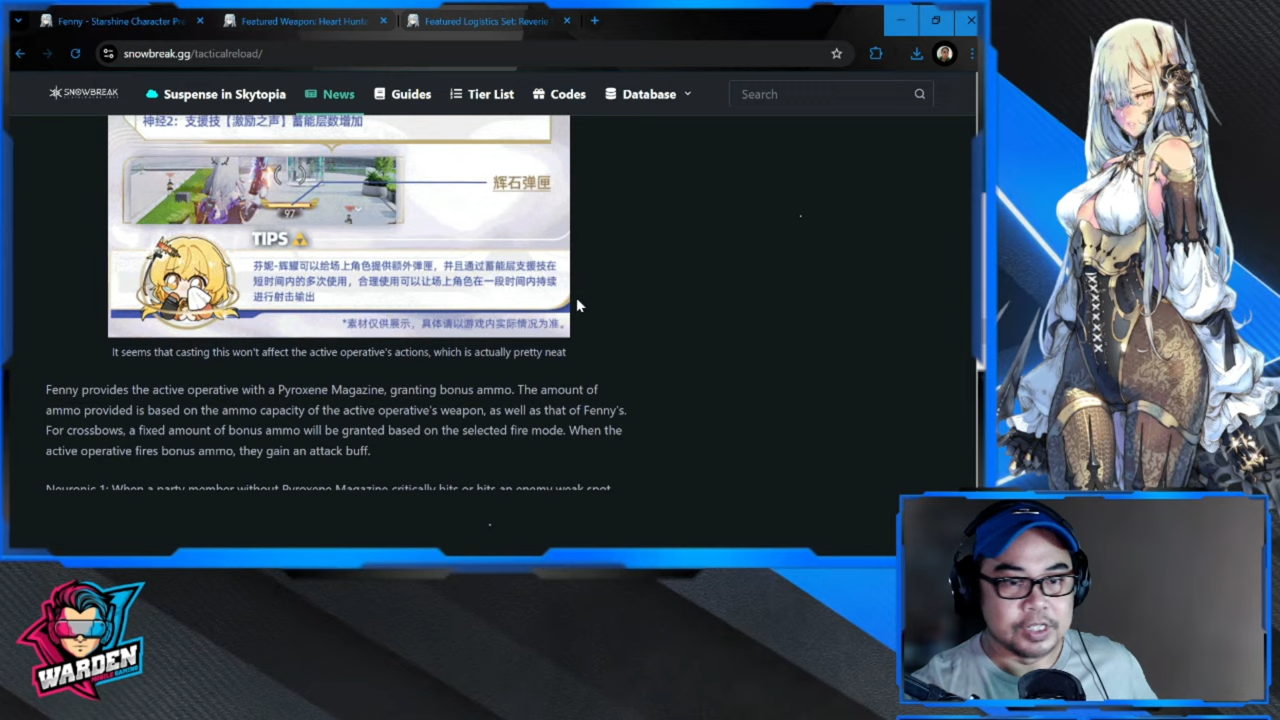 Fenny - Starshine Character Pr
Featured Weapon: Heart Hunt
Featured Logistics Set: Reverie
snowbreak.gg/tacticalreload/
SNOWBREAK
Suspense in Skytopia
News
Guides
Tier List
Codes
Database
Search
神经2：支援技【激励之声】蓄能层数增加
97
辉石弹匣
TIPS
芬妮-辉耀可以给场上角色提供额外弹匣，并且通过蓄能层支援技在
短时间内的多次使用，合理使用可以让场上角色在一段时间内持续
进行射击输出
*素材仅供展示，具体请以游戏内实际情况为准。
It seems that casting this won't affect the active operative's actions, which is actually pretty neat
Fenny provides the active operative with a Pyroxene Magazine, granting bonus ammo. The amount of
ammo provided is based on the ammo capacity of the active operative's weapon, as well as that of Fenny's.
For crossbows, a fixed amount of bonus ammo will be granted based on the selected fire mode. When the
active operative fires bonus ammo, they gain an attack buff.
Neuronic 1: When a party member without Pyroxene Magazine critically hits or hits an enemy weak spot
WARDEN
MOBILE GAMING